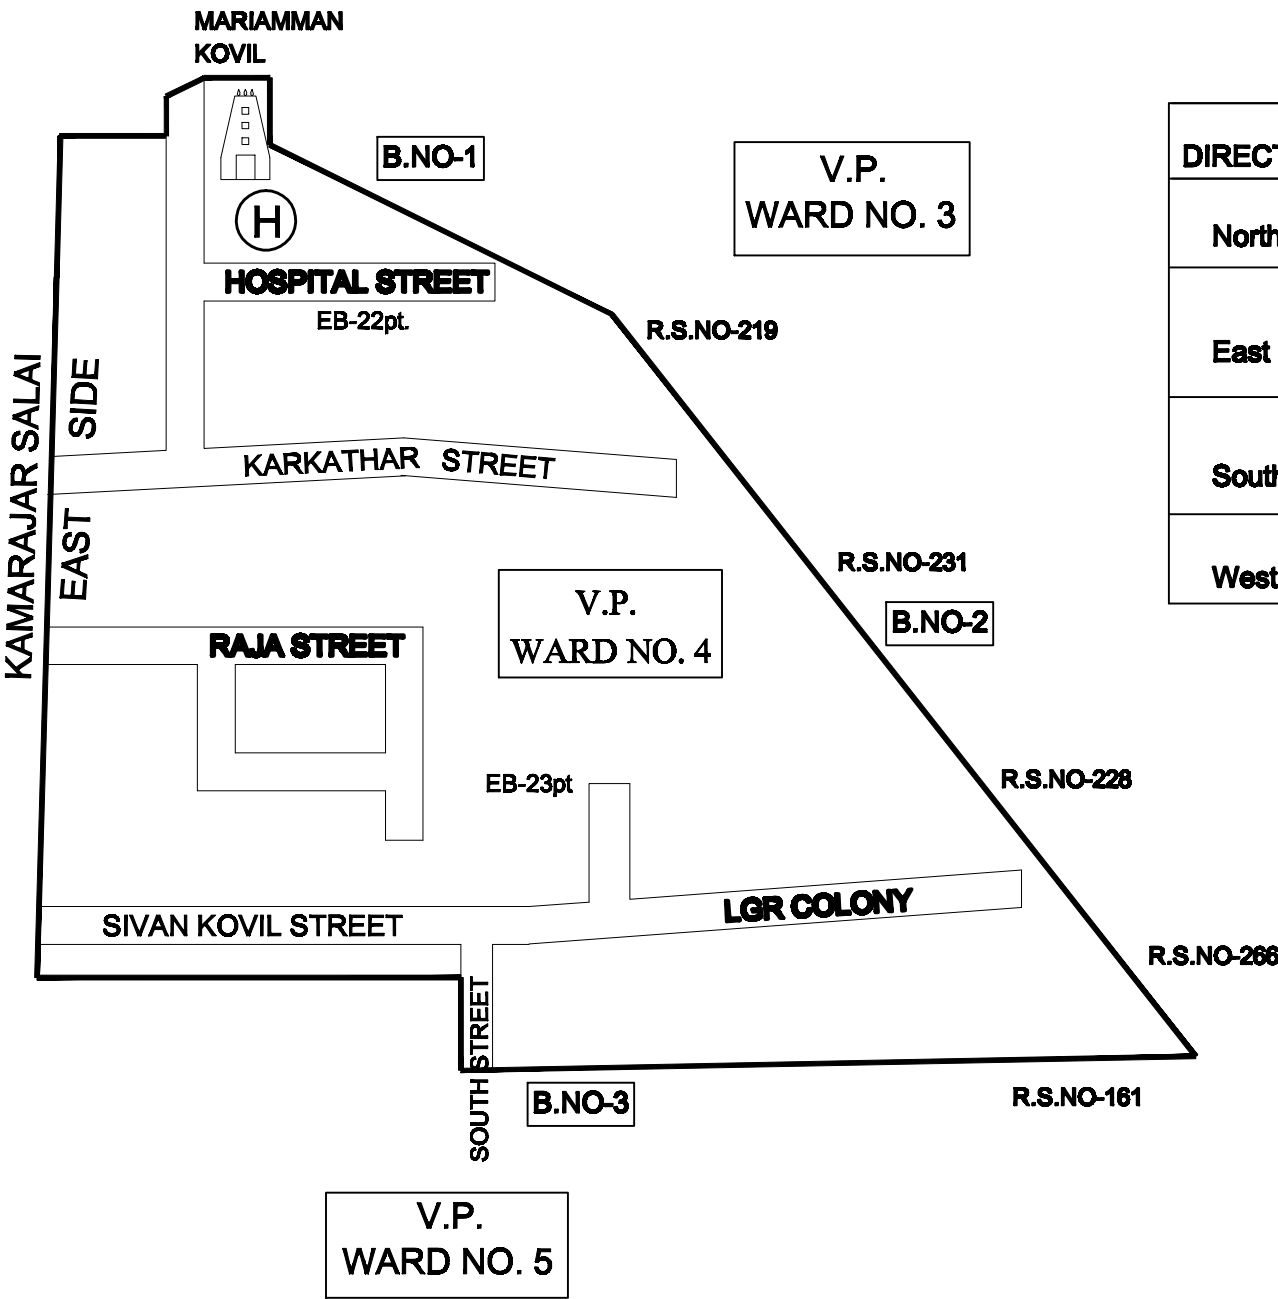 MARIAMMAN
KOVIL
B.NO-1
V.P.
WARD NO. 3
H
HOSPITAL STREET
EB-22pt.
R.S.NO-219
KAMARAJAR SALAI
EAST SIDE
KARKATHAR STREET
R.S.NO-231
B.NO-2
V.P.
WARD NO. 4
RAJA STREET
EB-23pt
R.S.NO-228
LGR COLONY
SIVAN KOVIL STREET
R.S.NO-266
SOUTH STREET
B.NO-3
R.S.NO-161
V.P.
WARD NO. 5
DIRECT
North
East
South
West